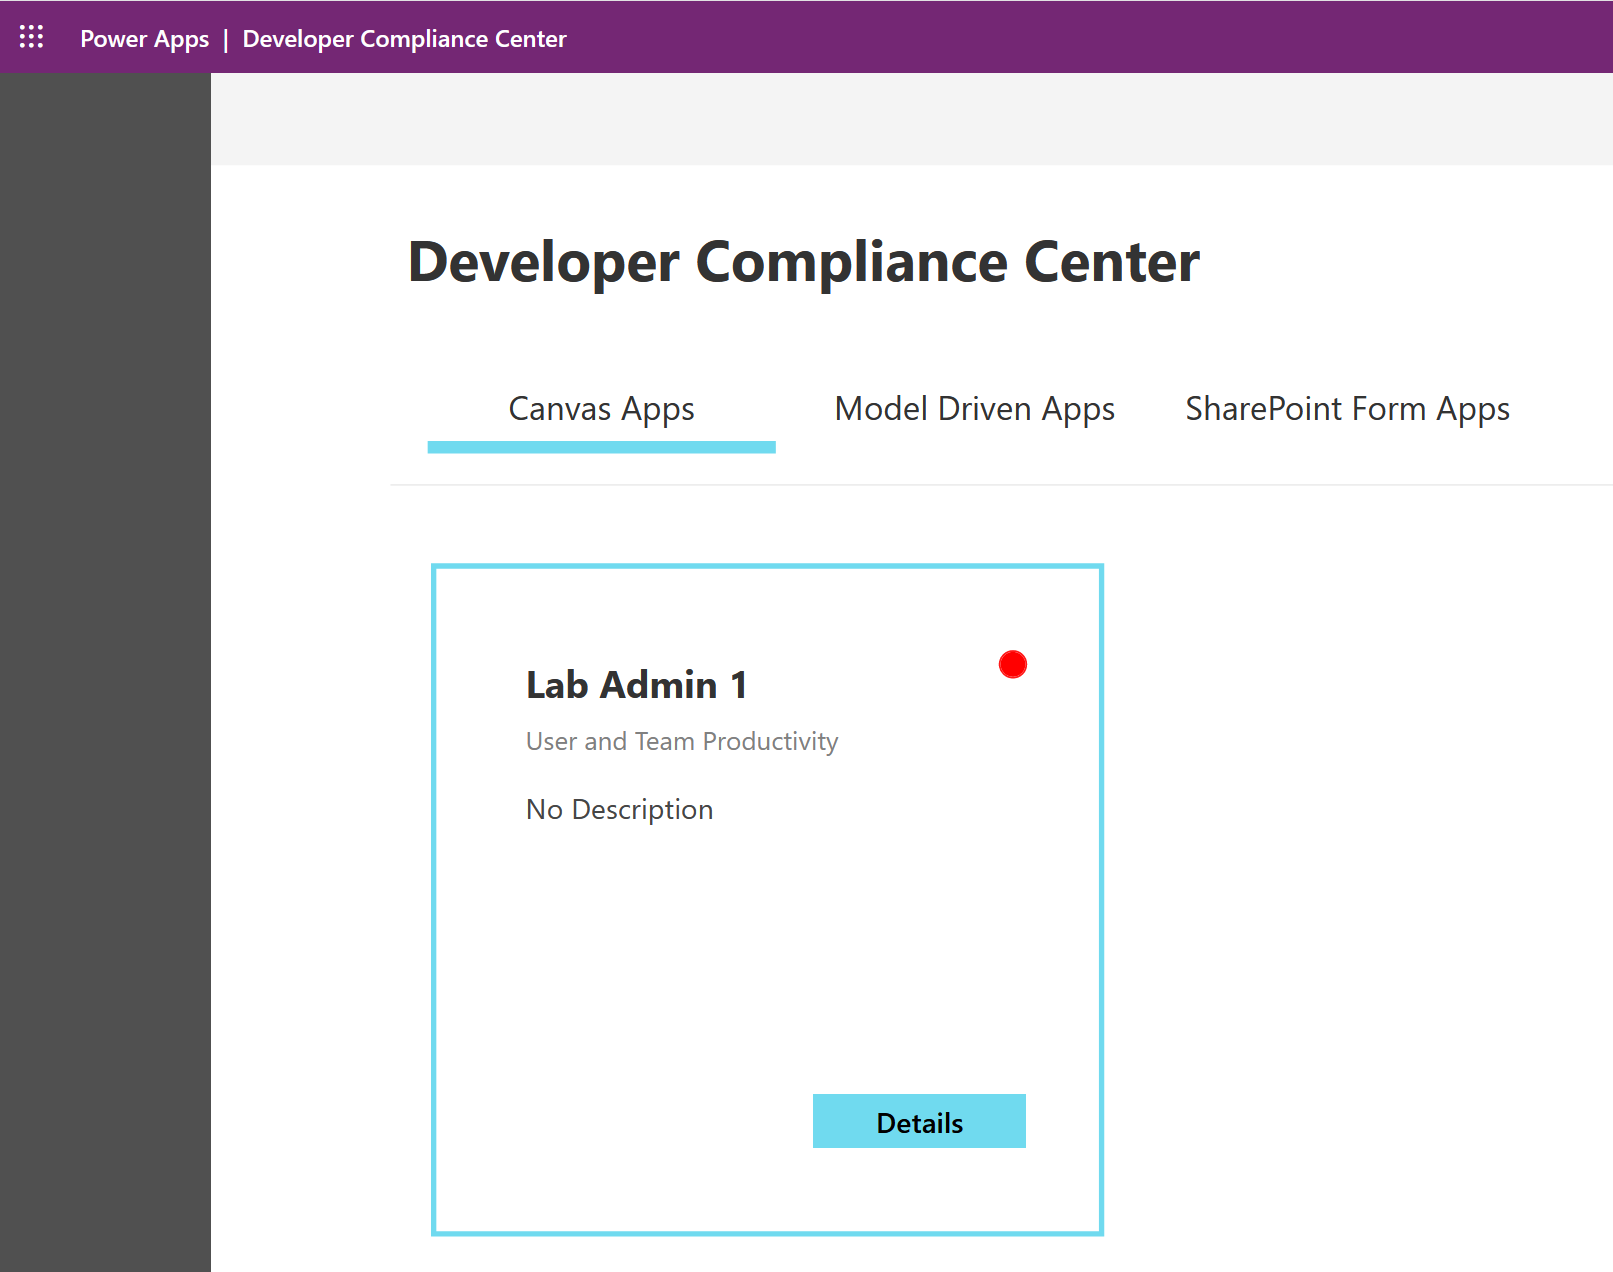 Power Apps | Developer Compliance Center
Developer Compliance Center
Canvas Apps
Model Driven Apps
SharePoint Form Apps
Lab Admin 1
User and Team Productivity
No Description
Details